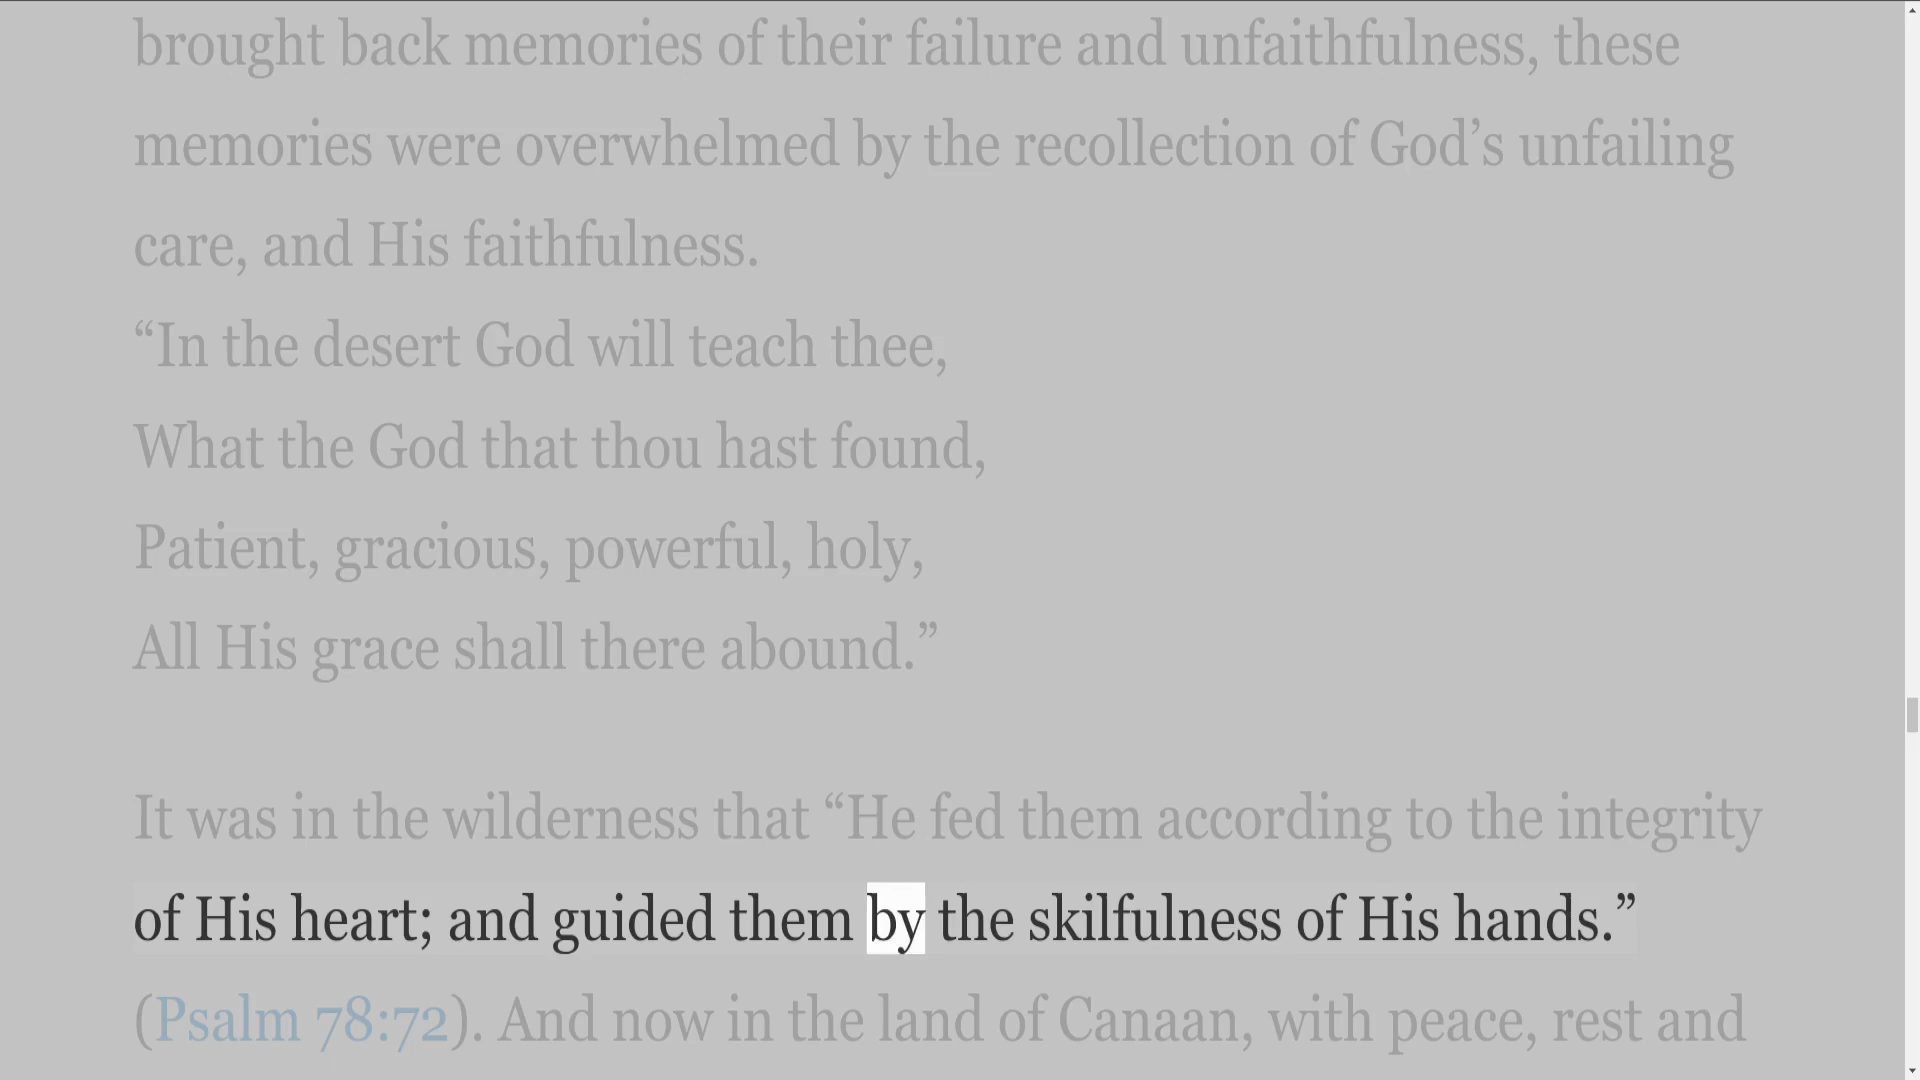 brought back memories of their failure and unfaithfulness, these
memories were overwhelmed by the recollection of God’s unfailing
care, and His faithfulness.
“In the desert God will teach thee,
What the God that thou hast found,
Patient, gracious, powerful, holy,
All His grace shall there abound.”
It was in the wilderness that “He fed them according to the integrity
of His heart; and guided them by the skilfulness of His hands.”
(Psalm 78:72). And now in the land of Canaan, with peace, rest and